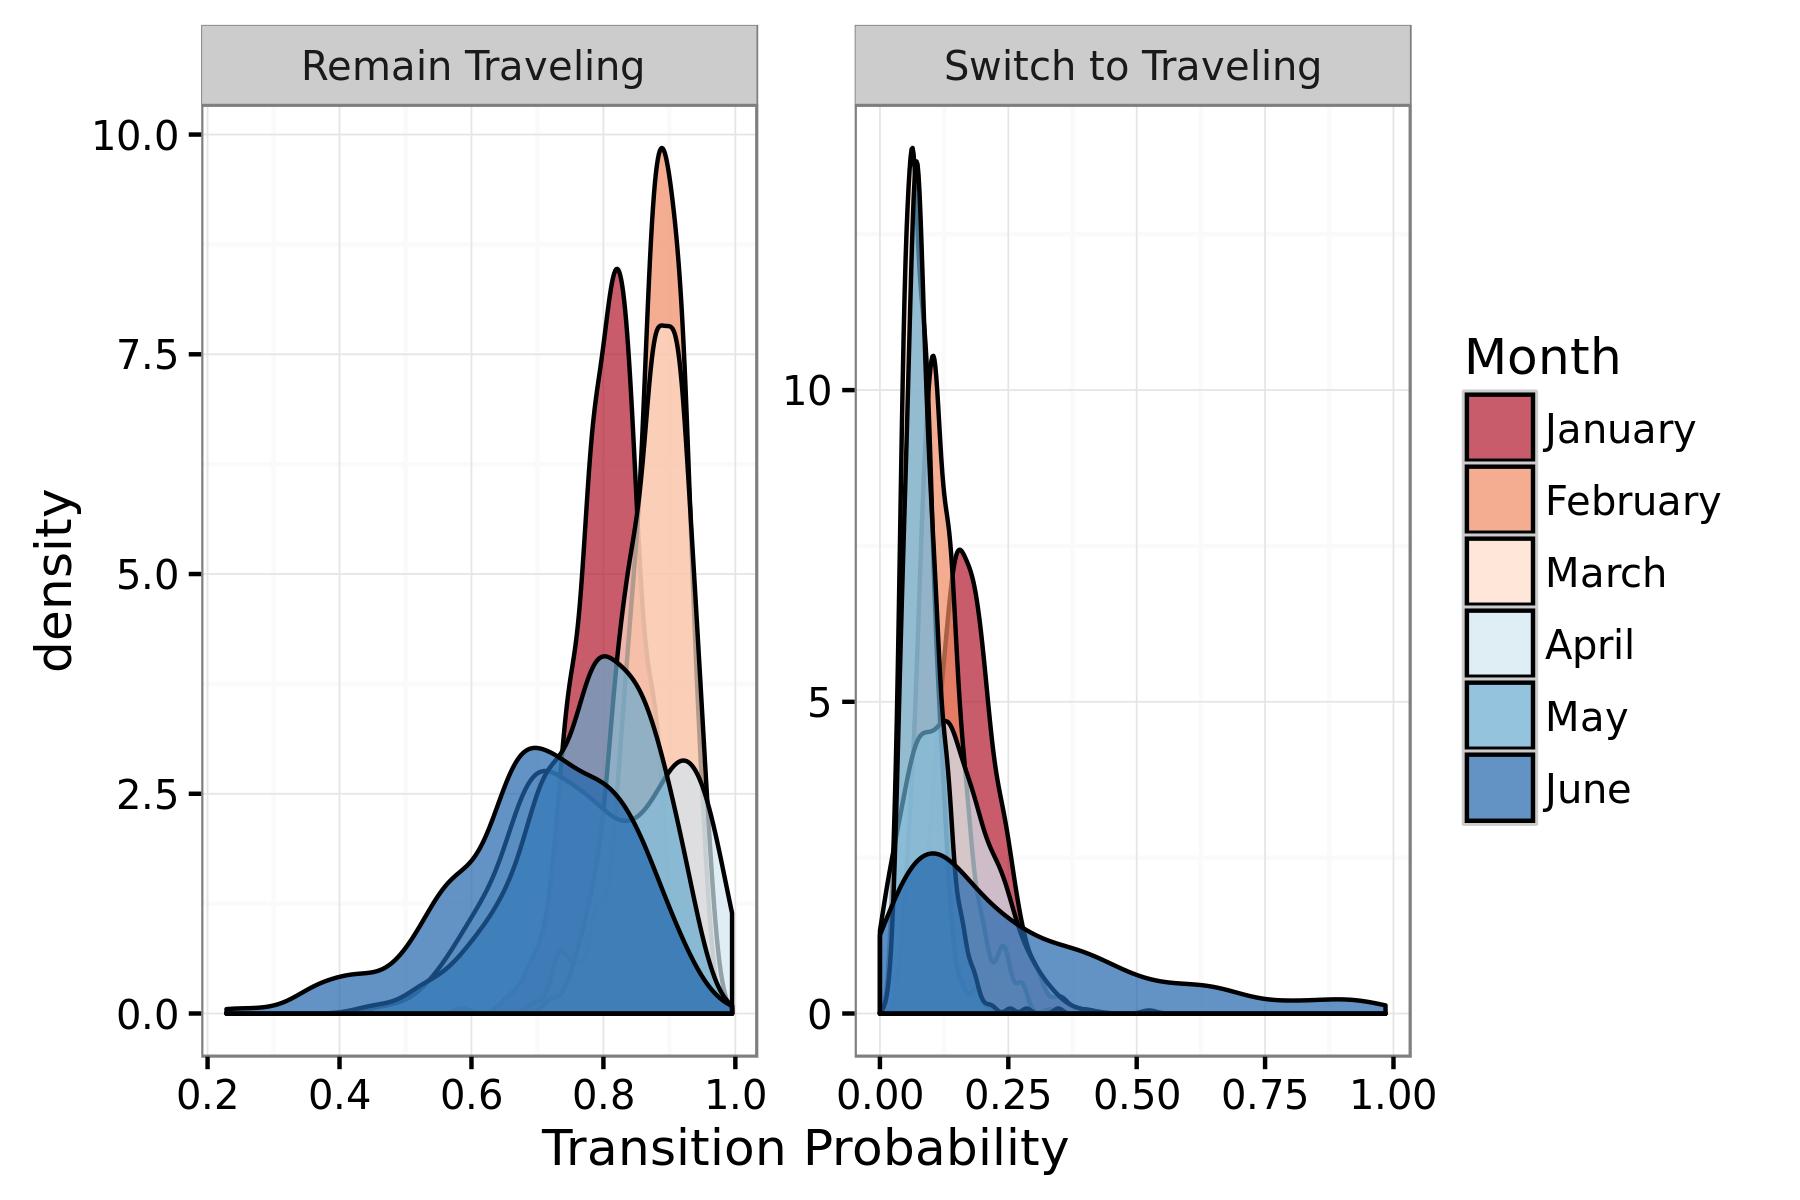 Remain Traveling
Switch to Traveling
density
10.0
7.5
5.0
2.5
0.0
0.2 0.4 0.6 0.8 1.0
10
5
0
0.00 0.25 0.50 0.75 1.00
Transition Probability
Month
January
February
March
April
May
June